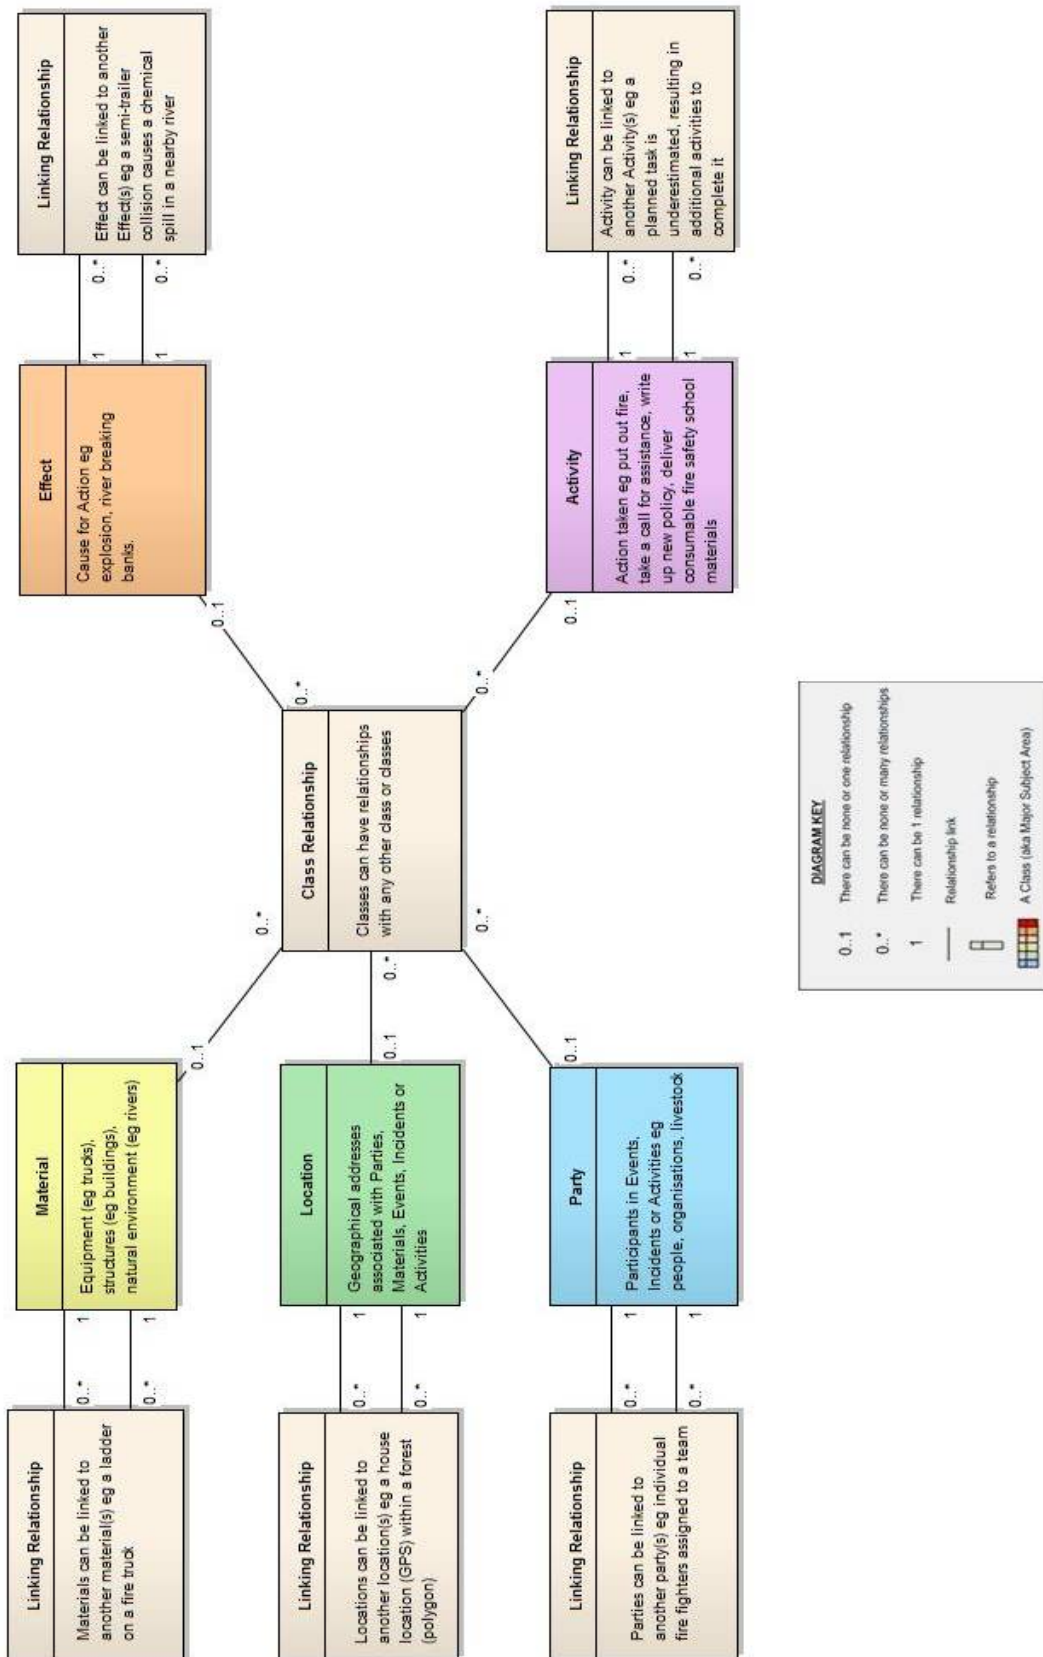 Linking Relationship
Materials can be linked to
another material(s) eg a ladder
on a fire truck
0..*
0..*
1
1
Material
Equipment (eg trucks),
structures (eg buildings),
natural environment (eg rivers)
0..1
0..*
Effect
Cause for Action eg
explosion, river breaking
banks.
0..1
0..*
1
1
0..*
0..*
Linking Relationship
Effect can be linked to another
Effect(s) eg a semi-trailer
collision causes a chemical
spill in a nearby river
Linking Relationship
Locations can be linked to
another location(s) eg a house
location (GPS) within a forest
(polygon)
0..*
0..*
1
1
Location
Geographical addresses
associated with Parties,
Materials, Events, Incidents or
Activities
0..1
0..*
Class Relationship
Classes can have relationships
with any other class or classes
Linking Relationship
Parties can be linked to
another party(s) eg individual
fire fighters assigned to a team
0..*
0..*
1
1
Party
Participants in Events,
Incidents or Activities eg
people, organisations, livestock
0..1
0..*
0..*
0..1
Activity
Action taken eg put out fire,
take a call for assistance, write
up new policy, deliver
consumable fire safety school
materials
1
1
0..*
0..*
Linking Relationship
Activity can be linked to
another Activity(s) eg a
planned task is
underestimated, resulting in
additional activities to
complete it
DIAGRAM KEY
0..1 There can be none or one relationship
0..* There can be none or many relationships
1 There can be 1 relationship
Relationship link
Refers to a relationship
A Class (aka Major Subject Area)